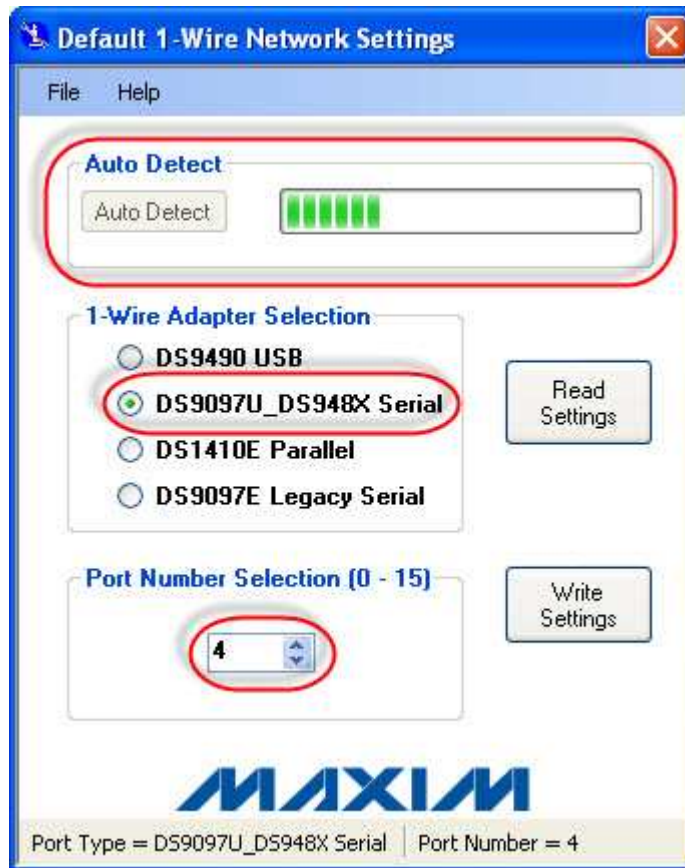 Default 1-Wire Network Settings
File Help
Auto Detect
Auto Detect
1-Wire Adapter Selection
DS9490 USB
DS9097U_DS948X Serial
DS1410E Parallel
DS9097E Legacy Serial
Read
Settings
Port Number Selection (0 - 15)
4
Write
Settings
MAXIM
Port Type = DS9097U_DS948X Serial Port Number = 4